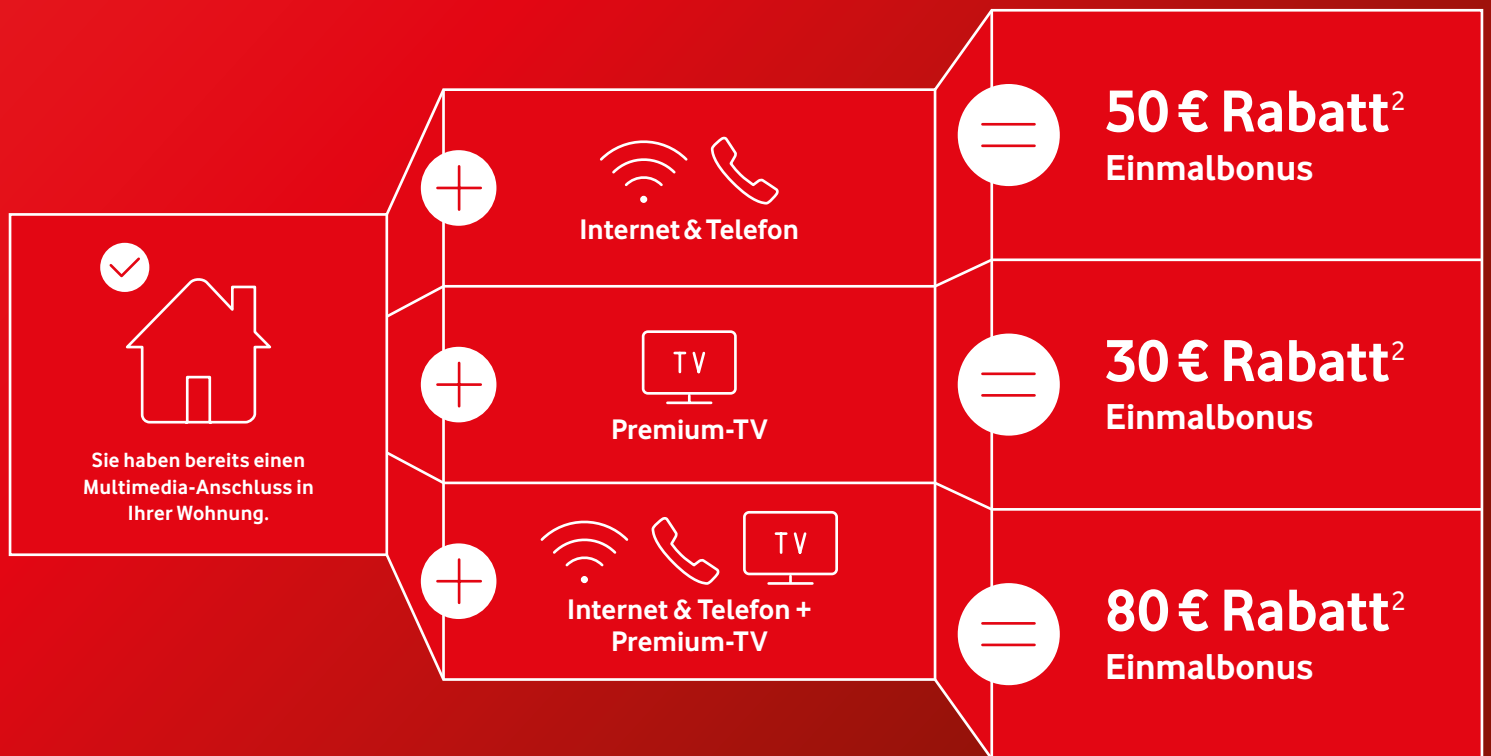 Sie haben bereits einen
Multimedia-Anschluss in
Ihrer Wohnung.
Internet & Telefon
50 € Rabatt²
Einmalbonus
TV
Premium-TV
30 € Rabatt²
Einmalbonus
TV
Internet & Telefon +
Premium-TV
80 € Rabatt²
Einmalbonus